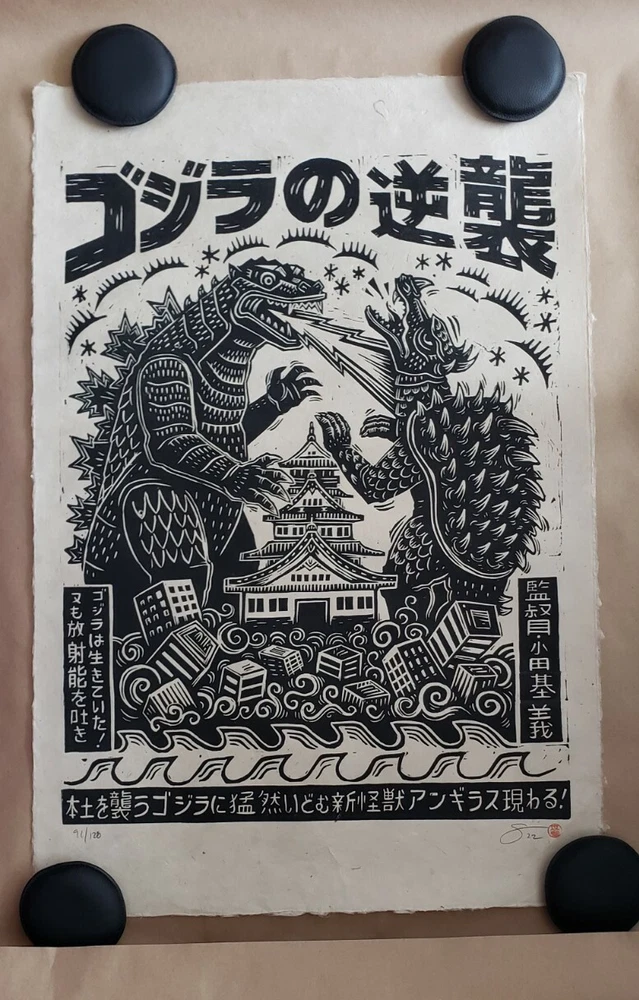 ゴジラの逆襲
ゴジラは生きていた!
又も放射能を吐き
監督・小田基義
本土を襲うゴジラに猛然いどむ新怪獣アンギラス現わる!
91/120